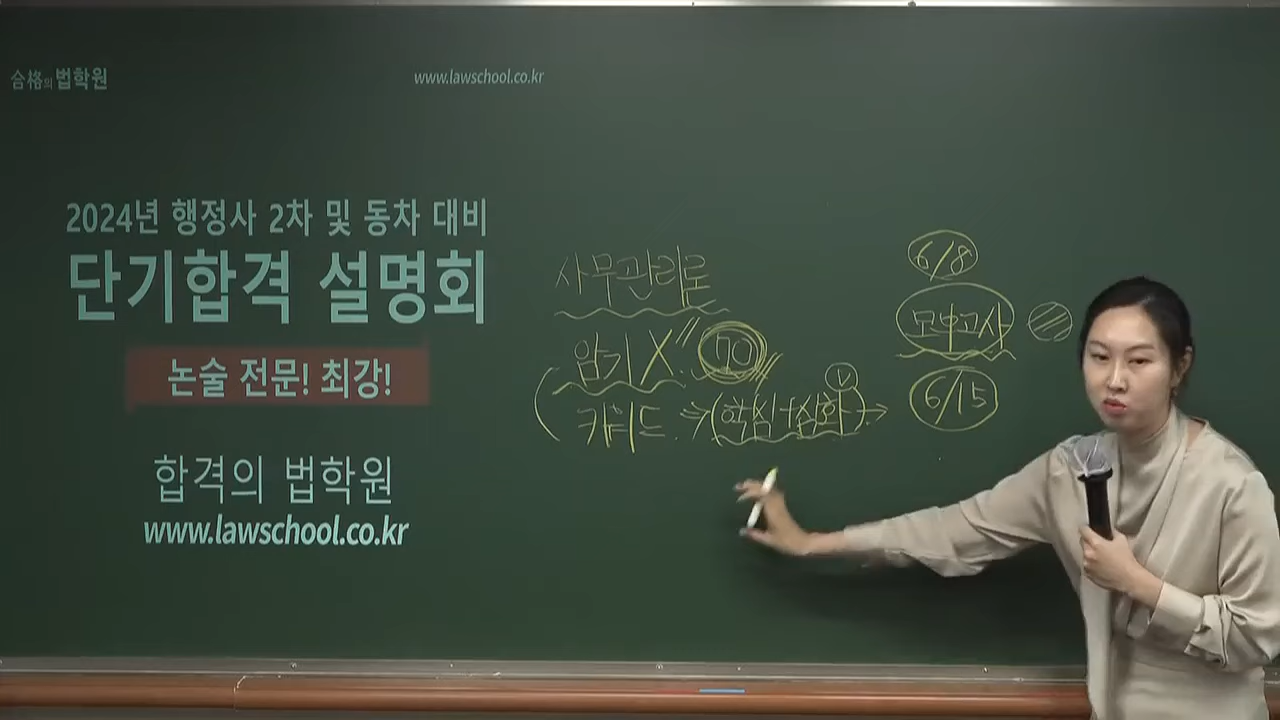 合格의 법학원
www.lawschool.co.kr
2024년 행정사 2차 및 동차 대비
단기합격 설명회
논술 전문! 최강!
합격의 법학원
www.lawschool.co.kr
사무관리론
암기 X" 70
키워드 → (핵심+심화) →
6/8
모의고사
6/15